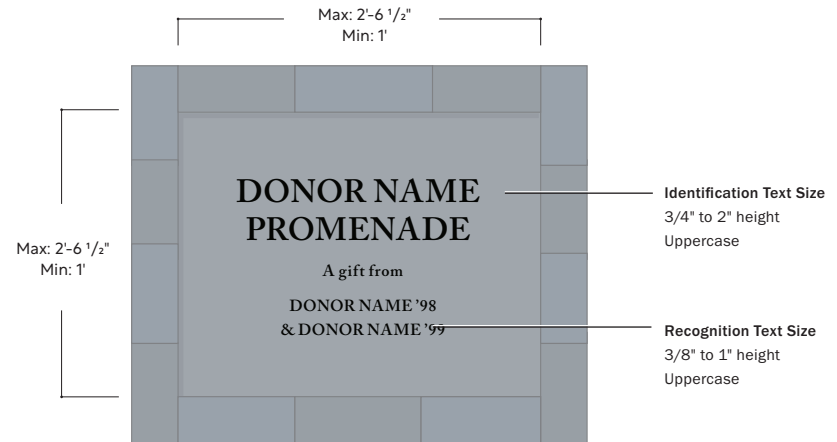 Max: 2'-6 1/2"
Min: 1'
DONOR NAME
PROMENADE
A gift from
DONOR NAME ’98
& DONOR NAME ’99
Max: 2'-6 1/2"
Min: 1'
Identification Text Size
3/4" to 2" height
Uppercase
Recognition Text Size
3/8" to 1" height
Uppercase